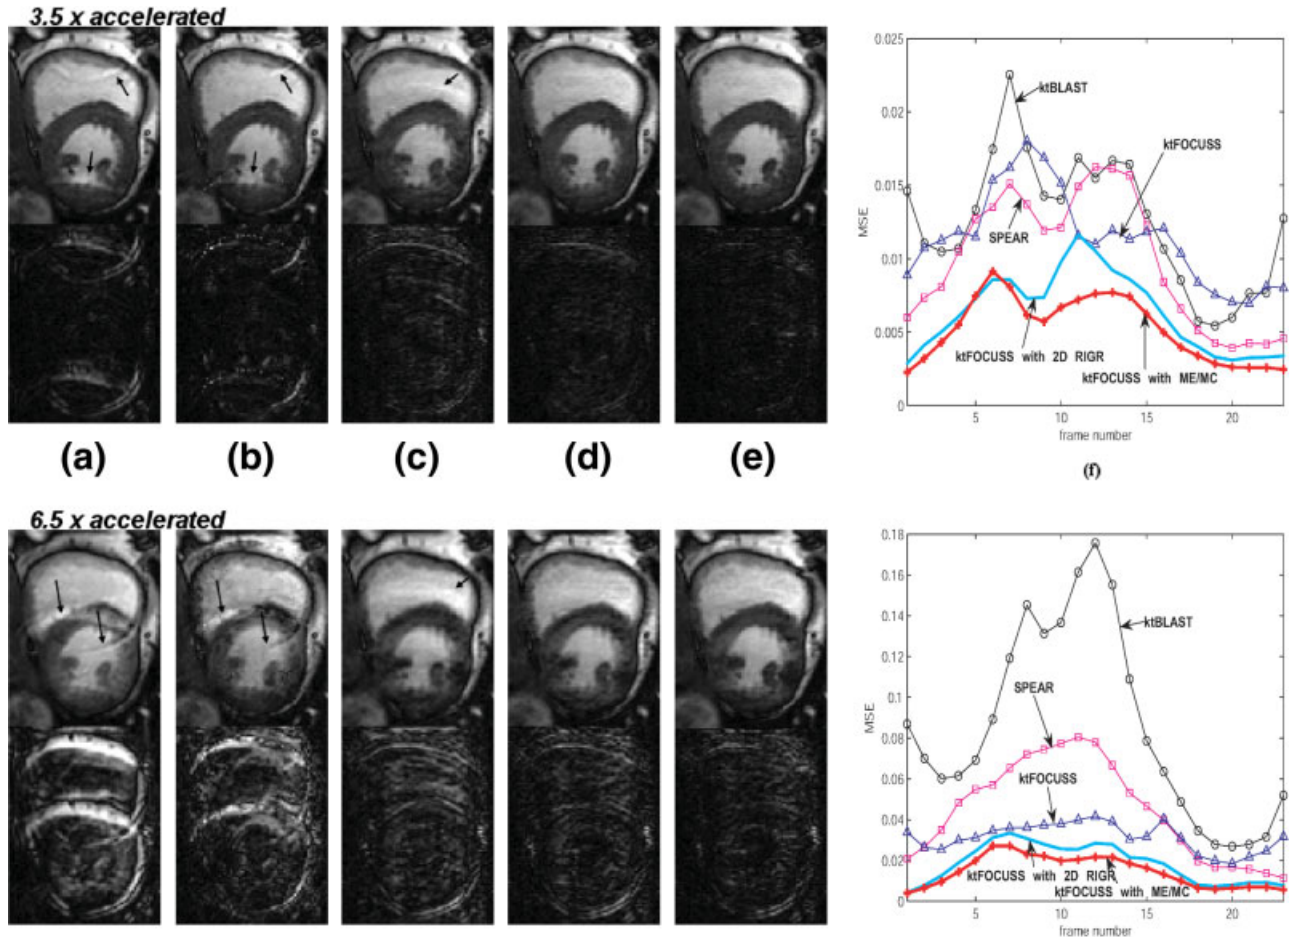 3.5 x accelerated
(a) (b) (c) (d) (e)
0.025
0.02
0.015
0.01
0.005
0
MSE
ktBLAST
ktFOCUSS
SPEAR
ktFOCUSS with 2D RIGR
ktFOCUSS with ME/MC
5 10 15 20
frame number
(f)
6.5 x accelerated
0.18
0.16
0.14
0.12
0.1
0.08
0.06
0.04
0.02
0
MSE
ktBLAST
SPEAR
ktFOCUSS
ktFOCUSS with 2D RIGR
ktFOCUSS with ME/MC
5 10 15 20
frame number